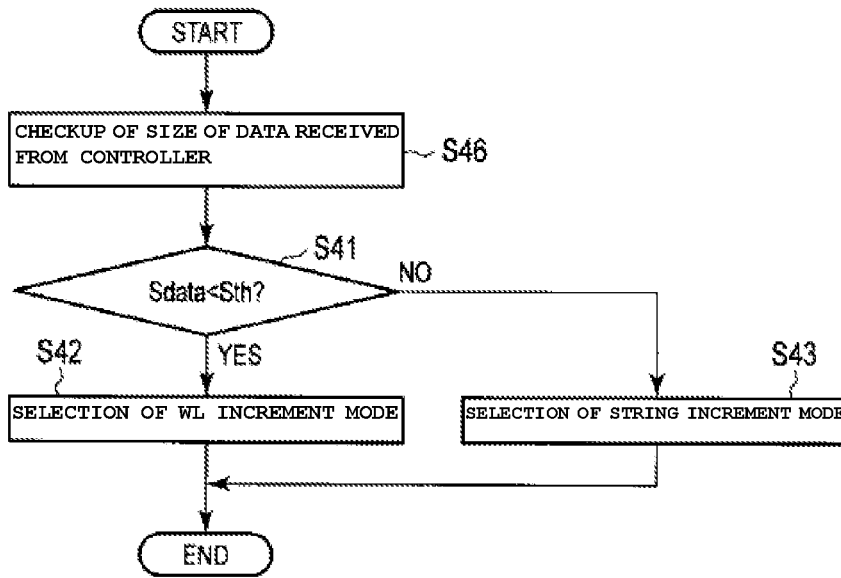 START
CHECKUP OF SIZE OF DATA RECEIVED
FROM CONTROLLER
S46
S41
Sdata<Sth?
NO
YES
S42
S43
SELECTION OF WL INCREMENT MODE
SELECTION OF STRING INCREMENT MODE
END